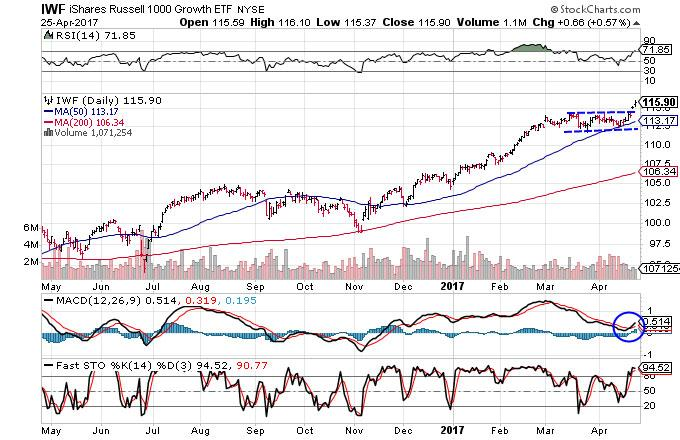 IWF iShares Russell 1000 Growth ETF NYSE © StockCharts.com
25-Apr-2017 Open 115.59 High 116.10 Low 115.37 Close 115.90 Volume 1.1M Chg +0.66 (+0.57%)
RSI(14) 71.85
90
71.85
50
30
10
IWF (Daily) 115.90
MA(50) 113.17
MA(200) 106.34
Volume 1,071,254
115.90
113.17
112.5
110.0
107.5
106.34
105.0
102.5
100.0
97.5
6M
4M
2M
1071254
May Jun Jul Aug Sep Oct Nov Dec 2017 Feb Mar Apr
MACD(12,26,9) 0.514, 0.319, 0.195
1
0.514
0
-1
Fast STO %K(14) %D(3) 94.52, 90.77
94.52
80
50
20
May Jun Jul Aug Sep Oct Nov Dec 2017 Feb Mar Apr